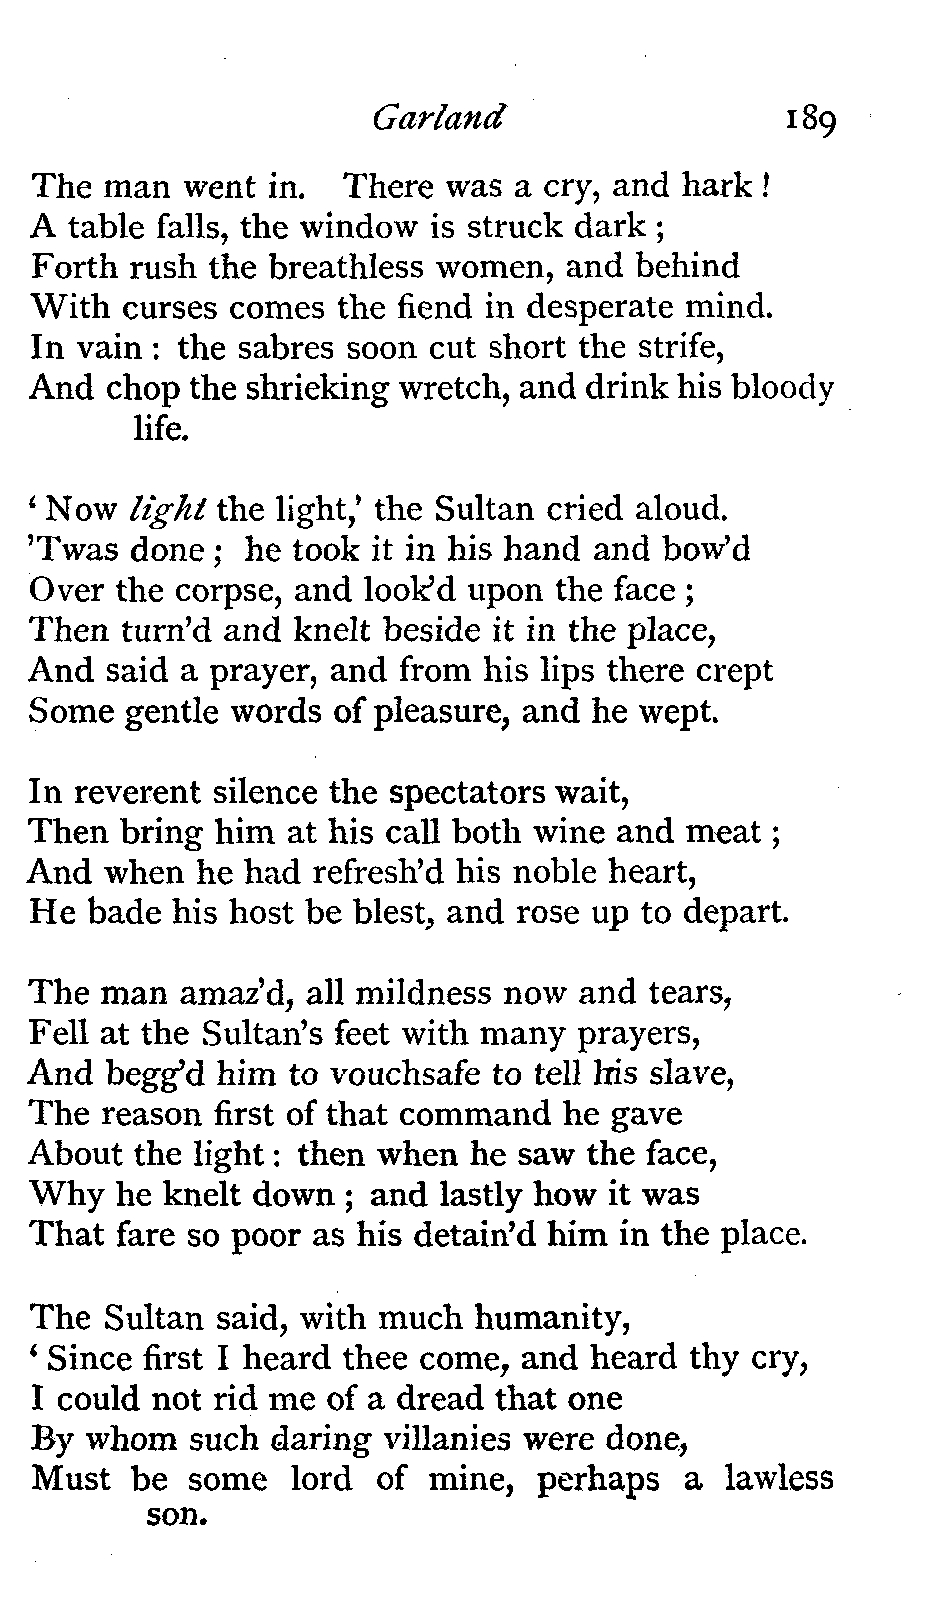 Garland 189
The man went in. There was a cry, and hark!
A table falls, the window is struck dark;
Forth rush the breathless women, and behind
With curses comes the fiend in desperate mind.
In vain: the sabres soon cut short the strife,
And chop the shrieking wretch, and drink his bloody
life.
‘Now light the light,’ the Sultan cried aloud.
’Twas done; he took it in his hand and bow’d
Over the corpse, and look’d upon the face;
Then turn’d and knelt beside it in the place,
And said a prayer, and from his lips there crept
Some gentle words of pleasure, and he wept.
In reverent silence the spectators wait,
Then bring him at his call both wine and meat;
And when he had refresh’d his noble heart,
He bade his host be blest, and rose up to depart.
The man amaz’d, all mildness now and tears,
Fell at the Sultan’s feet with many prayers,
And begg’d him to vouchsafe to tell his slave,
The reason first of that command he gave
About the light: then when he saw the face,
Why he knelt down; and lastly how it was
That fare so poor as his detain’d him in the place.
The Sultan said, with much humanity,
‘Since first I heard thee come, and heard thy cry,
I could not rid me of a dread that one
By whom such daring villanies were done,
Must be some lord of mine, perhaps a lawless
son.